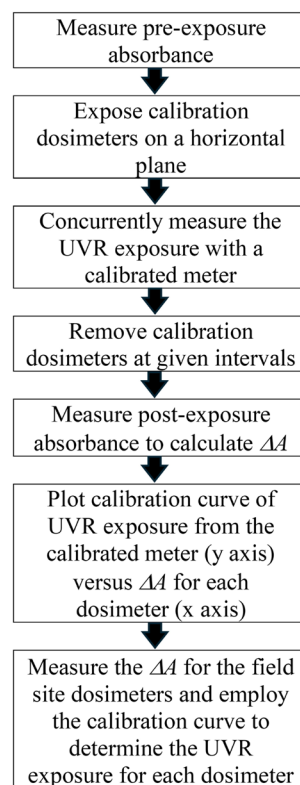 Measure pre-exposure
absorbance
Expose calibration
dosimeters on a horizontal
plane
Concurrently measure the
UVR exposure with a
calibrated meter
Remove calibration
dosimeters at given intervals
Measure post-exposure
absorbance to calculate ΔA
Plot calibration curve of
UVR exposure from the
calibrated meter (y axis)
versus ΔA for each
dosimeter (x axis)
Measure the ΔA for the field
site dosimeters and employ
the calibration curve to
determine the UVR
exposure for each dosimeter